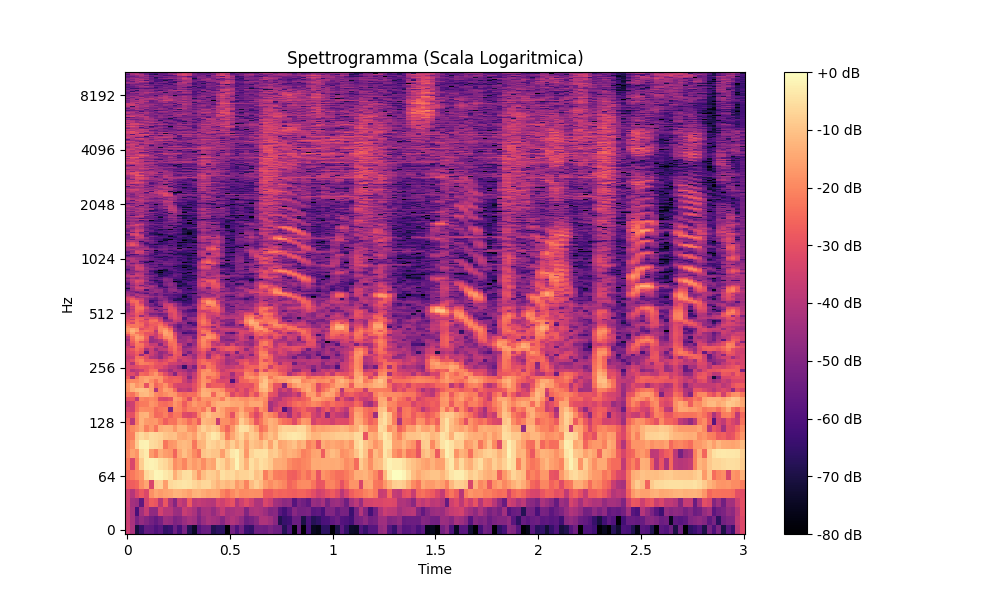 Spettrogramma (Scala Logaritmica)
Hz
8192
4096
2048
1024
512
256
128
64
0
0
0.5
1
1.5
2
2.5
3
Time
+0 dB
-10 dB
-20 dB
-30 dB
-40 dB
-50 dB
-60 dB
-70 dB
-80 dB